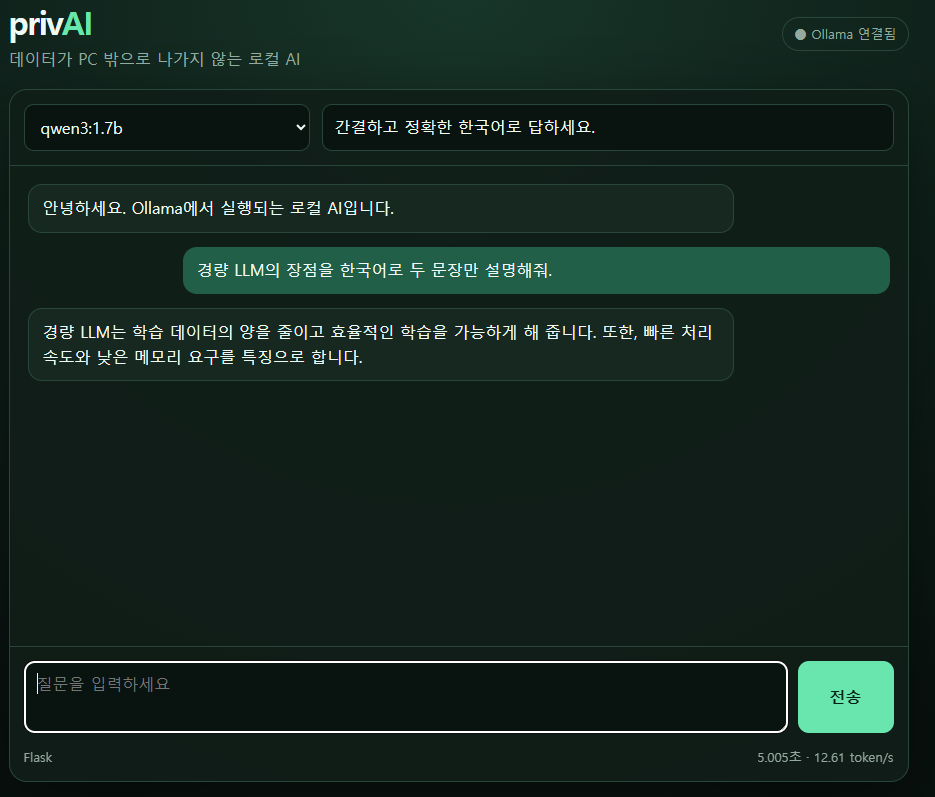 privAI
데이터가 PC 밖으로 나가지 않는 로컬 AI
Ollama 연결됨
qwen3:1.7b
간결하고 정확한 한국어로 답하세요.
안녕하세요. Ollama에서 실행되는 로컬 AI입니다.
경량 LLM의 장점을 한국어로 두 문장만 설명해줘.
경량 LLM는 학습 데이터의 양을 줄이고 효율적인 학습을 가능하게 해 줍니다. 또한, 빠른 처리
속도와 낮은 메모리 요구를 특징으로 합니다.
질문을 입력하세요
전송
Flask
5.005초 · 12.61 token/s